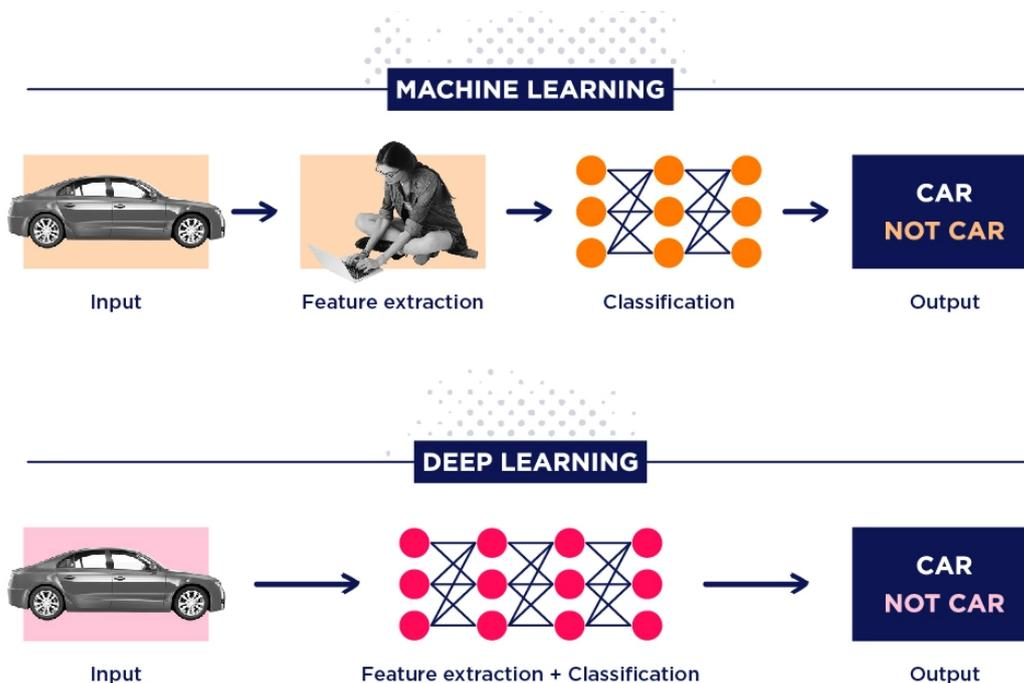 MACHINE LEARNING
CAR
NOT CAR
Input
Feature extraction
Classification
Output
DEEP LEARNING
CAR
NOT CAR
Input
Feature extraction + Classification
Output